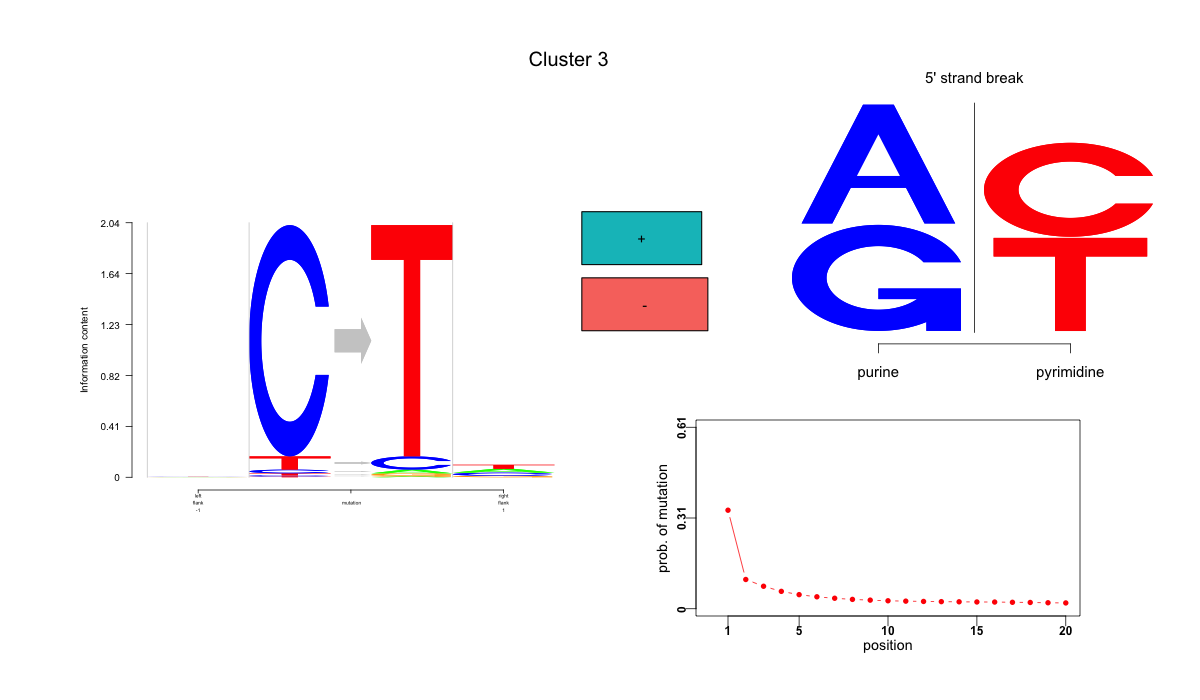 Cluster 3
5' strand break
A
G
C
T
purine
pyrimidine
Information content
2.04
1.64
1.23
0.82
0.41
0
C
T
T
C
T
left
flank
-1
mutation
right
flank
1
+
-
prob. of mutation
0.61
0.31
0
1
5
10
15
20
position